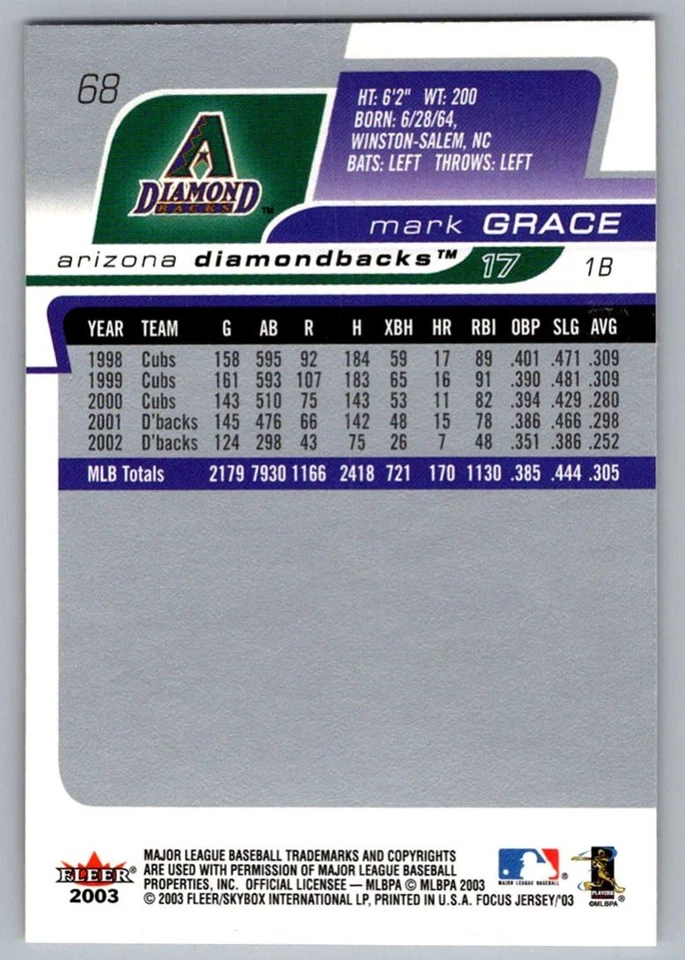 68
DIAMOND
BACKS™
HT: 6'2" WT: 200
BORN: 6/28/64,
WINSTON-SALEM, NC
BATS: LEFT THROWS: LEFT
mark GRACE
arizona diamondbacks™ 17 1B
YEAR TEAM G AB R H XBH HR RBI OBP SLG AVG
1998 Cubs 158 595 92 184 59 17 89 .401 .471 .309
1999 Cubs 161 593 107 183 65 16 91 .390 .481 .309
2000 Cubs 143 510 75 143 53 11 82 .394 .429 .280
2001 D'backs 145 476 66 142 48 15 78 .386 .466 .298
2002 D'backs 124 298 43 75 26 7 48 .351 .386 .252
MLB Totals 2179 7930 1166 2418 721 170 1130 .385 .444 .305
FLEER®
2003
MAJOR LEAGUE BASEBALL TRADEMARKS AND COPYRIGHTS
ARE USED WITH PERMISSION OF MAJOR LEAGUE BASEBALL
PROPERTIES, INC. OFFICIAL LICENSEE — MLBPA © MLBPA 2003
© 2003 FLEER/SKYBOX INTERNATIONAL LP, PRINTED IN U.S.A. FOCUS JERSEY/'03
MAJOR LEAGUE BASEBALL
PLAYERS
©MLBPA